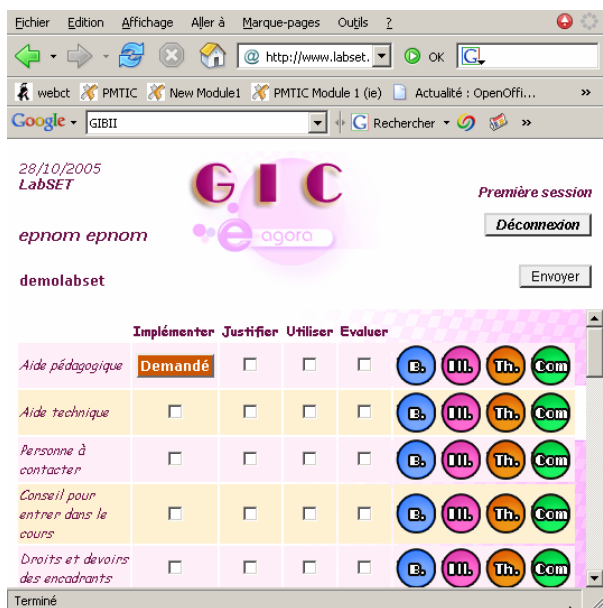 Fichier Edition Affichage Aller à Marque-pages Outils ?
@ http://www.labset. OK G
webct PMTIC New Module1 PMTIC Module 1 (ie) Actualité : OpenOffi... »
Google GIBII G Rechercher »
28/10/2005
LabSET
GIC
e agora
Première session
Déconnexion
epnom epnom
demolabset
Envoyer
Implémenter Justifier Utiliser Evaluer
Aide pédagogique Demandé B. Ill. Th. Com
Aide technique B. Ill. Th. Com
Personne à
contacter B. Ill. Th. Com
Conseil pour
entrer dans le
cours B. Ill. Th. Com
Droits et devoirs
des encadrants B. Ill. Th. Com
Terminé